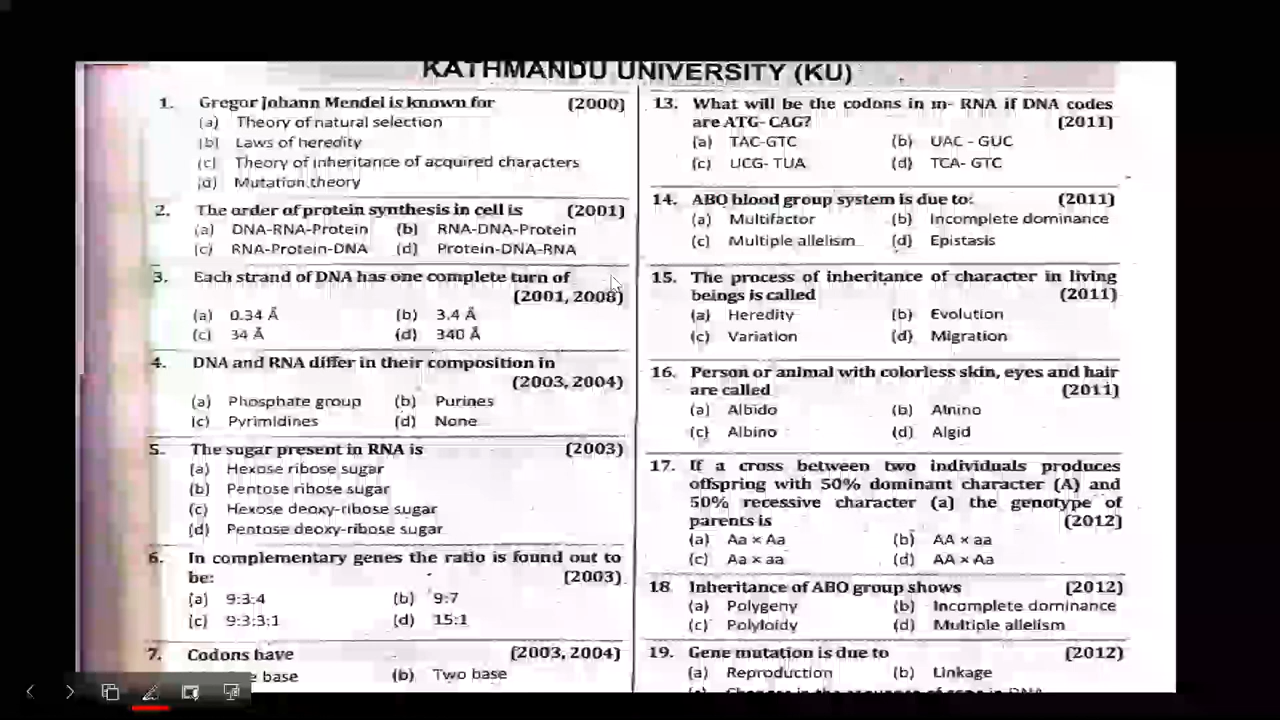 KATHMANDU UNIVERSITY (KU)
1. Gregor Johann Mendel is known for (2000)
(a) Theory of natural selection
(b) Laws of heredity
(c) Theory of inheritance of acquired characters
(d) Mutation theory
2. The order of protein synthesis in cell is (2001)
(a) DNA-RNA-Protein (b) RNA-DNA-Protein
(c) RNA-Protein-DNA (d) Protein-DNA-RNA
3. Each strand of DNA has one complete turn of
(2001, 2008)
(a) 0.34 Å (b) 3.4 Å
(c) 34 Å (d) 340 Å
4. DNA and RNA differ in their composition in
(2003, 2004)
(a) Phosphate group (b) Purines
(c) Pyrimidines (d) None
5. The sugar present in RNA is (2003)
(a) Hexose ribose sugar
(b) Pentose ribose sugar
(c) Hexose deoxy-ribose sugar
(d) Pentose deoxy-ribose sugar
6. In complementary genes the ratio is found out to
be: (2003)
(a) 9:3:4 (b) 9:7
(c) 9:3:3:1 (d) 15:1
7. Codons have (2003, 2004)
base (b) Two base
13. What will be the codons in m- RNA if DNA codes
are ATG- CAG? (2011)
(a) TAC-GTC (b) UAC - GUC
(c) UCG- TUA (d) TCA- GTC
14. ABO blood group system is due to: (2011)
(a) Multifactor (b) Incomplete dominance
(c) Multiple allelism (d) Epistasis
15. The process of inheritance of character in living
beings is called (2011)
(a) Heredity (b) Evolution
(c) Variation (d) Migration
16. Person or animal with colorless skin, eyes and hair
are called (2011)
(a) Albido (b) Alnino
(c) Albino (d) Algid
17. If a cross between two individuals produces
offspring with 50% dominant character (A) and
50% recessive character (a) the genotype of
parents is (2012)
(a) Aa × Aa (b) AA × aa
(c) Aa × aa (d) AA × Aa
18 Inheritance of ABO group shows (2012)
(a) Polygeny (b) Incomplete dominance
(c) Polyloidy (d) Multiple allelism
19. Gene mutation is due to (2012)
(a) Reproduction (b) Linkage